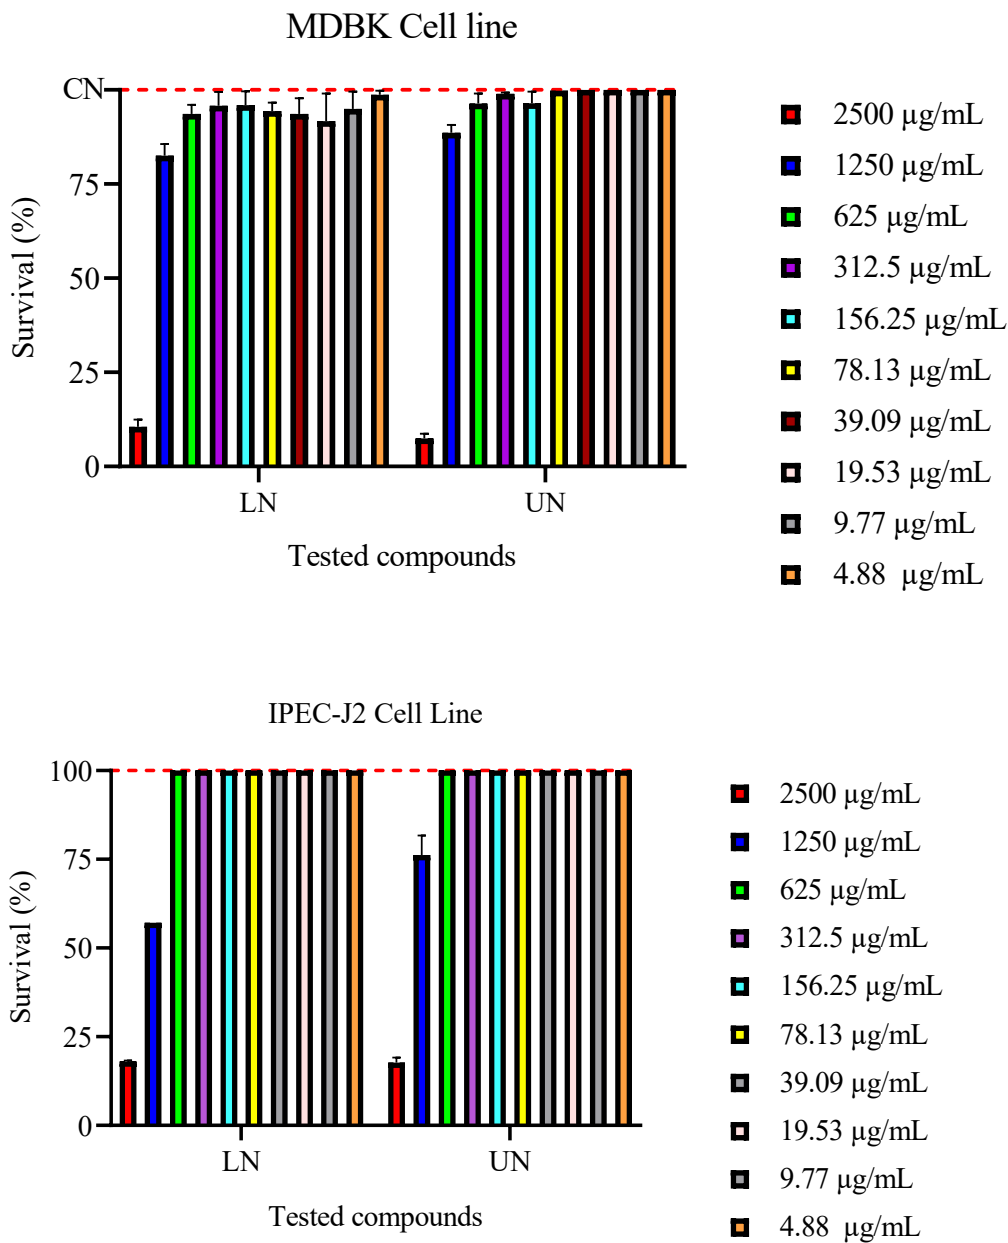 MDBK Cell line
CN
75
50
25
0
Survival (%)
LN
UN
Tested compounds
2500 µg/mL
1250 µg/mL
625 µg/mL
312.5 µg/mL
156.25 µg/mL
78.13 µg/mL
39.09 µg/mL
19.53 µg/mL
9.77 µg/mL
4.88  µg/mL
IPEC-J2 Cell Line
100
75
50
25
0
Survival (%)
LN
UN
Tested compounds
2500 µg/mL
1250 µg/mL
625 µg/mL
312.5 µg/mL
156.25 µg/mL
78.13 µg/mL
39.09 µg/mL
19.53 µg/mL
9.77 µg/mL
4.88  µg/mL